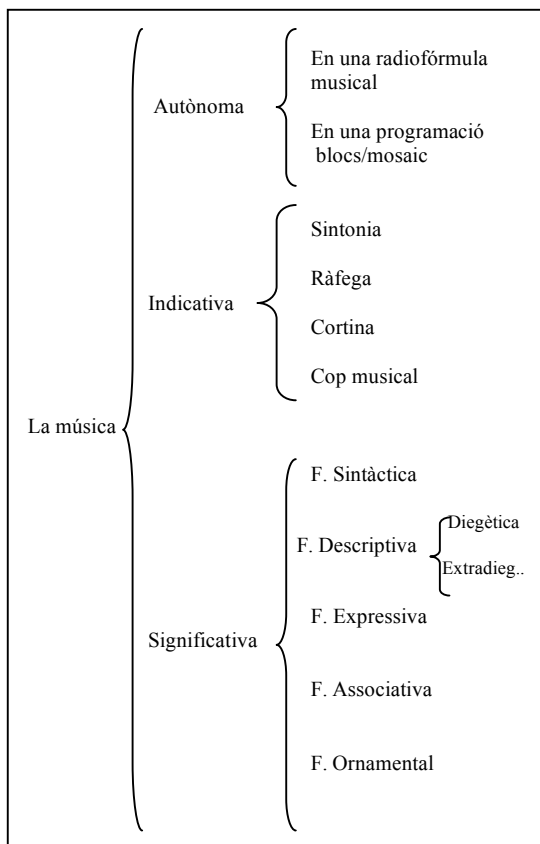 La música
Autònoma
En una radiofórmula
musical
En una programació
blocs/mosaic
Indicativa
Sintonia
Ràfega
Cortina
Cop musical
Significativa
F. Sintàctica
F. Descriptiva
Diegètica
Extradieg..
F. Expressiva
F. Associativa
F. Ornamental